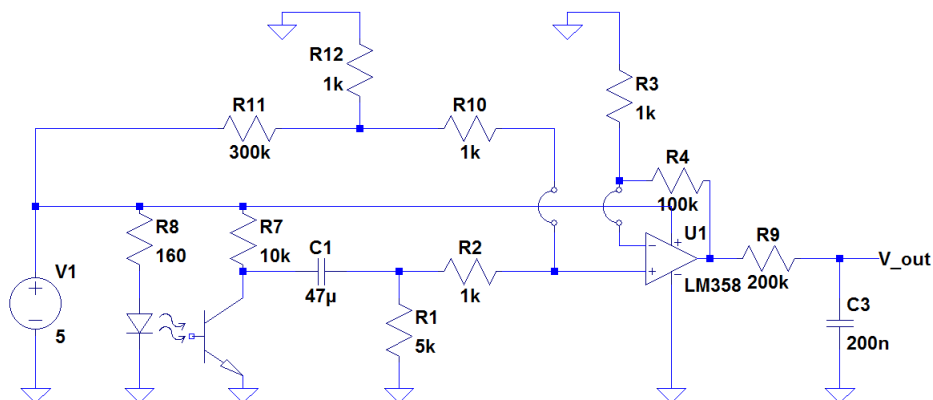 R12
1k
R3
1k
R11
300k
R10
1k
R4
100k
R8
160
R7
10k
C1
47µ
R2
1k
U1
LM358
R9
200k
V_out
V1
5
R1
5k
C3
200n